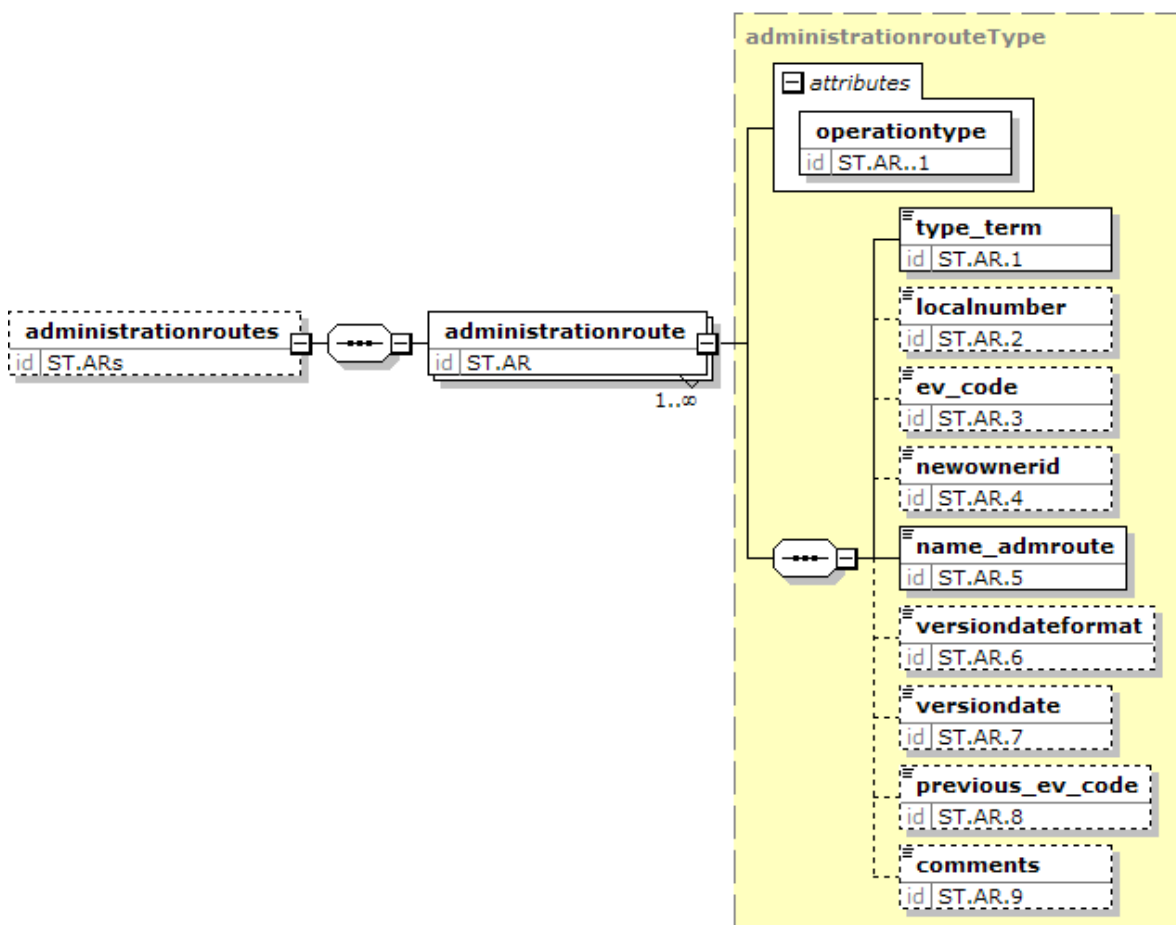 administrationrouteType
attributes
operationtype
id ST.AR..1
type_term
id ST.AR.1
localnumber
id ST.AR.2
administrationroutes
id ST.ARs
administrationroute
id ST.AR
1..∞
ev_code
id ST.AR.3
newownerid
id ST.AR.4
name_admroute
id ST.AR.5
versiondateformat
id ST.AR.6
versiondate
id ST.AR.7
previous_ev_code
id ST.AR.8
comments
id ST.AR.9